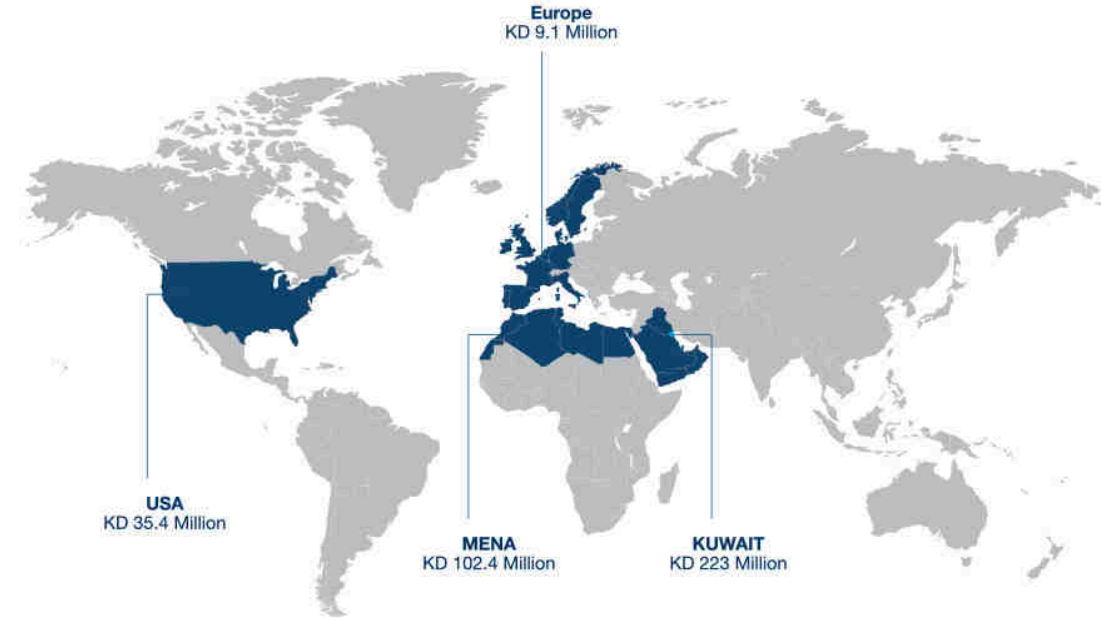 Europe
KD 9.1 Million
USA
KD 35.4 Million
MENA
KD 102.4 Million
KUWAIT
KD 223 Million